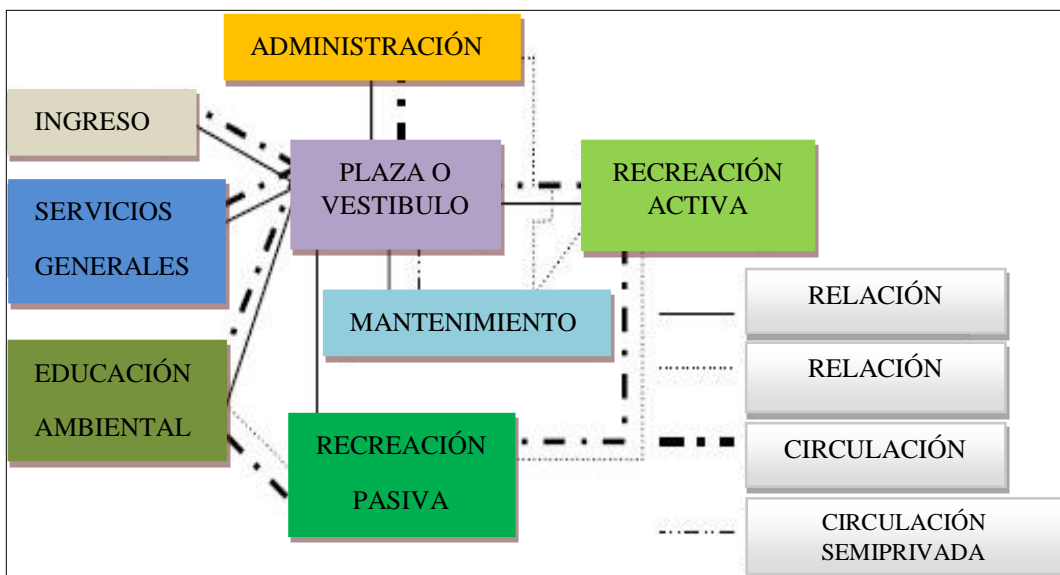 ADMINISTRACIÓN
INGRESO
PLAZA O
VESTIBULO
RECREACIÓN
ACTIVA
SERVICIOS
GENERALES
MANTENIMIENTO
EDUCACIÓN
AMBIENTAL
RECREACIÓN
PASIVA
RELACIÓN
RELACIÓN
CIRCULACIÓN
CIRCULACIÓN
SEMIPRIVADA